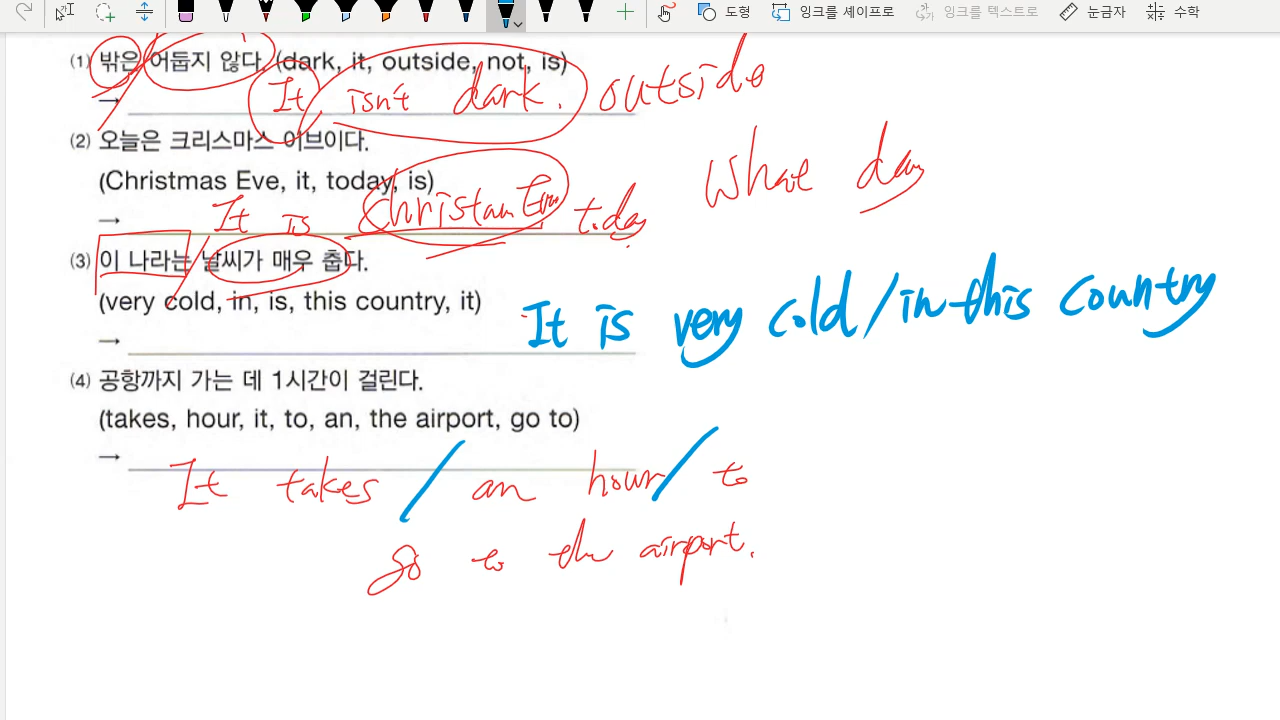 도형 잉크를 셰이프로 잉크를 텍스트로 눈금자 수학
(1) 밖은 어둡지 않다. (dark, it, outside, not, is)
→ It isn't dark. outside
(2) 오늘은 크리스마스 이브이다.
(Christmas Eve, it, today, is)
What day
→ It is today
(3) 이 나라는 날씨가 매우 춥다.
(very cold, in, is, this country, it)
→ It is very cold / in this country
(4) 공항까지 가는 데 1시간이 걸린다.
(takes, hour, it, to, an, the airport, go to)
→ It takes / an hour / to
go to the airport.